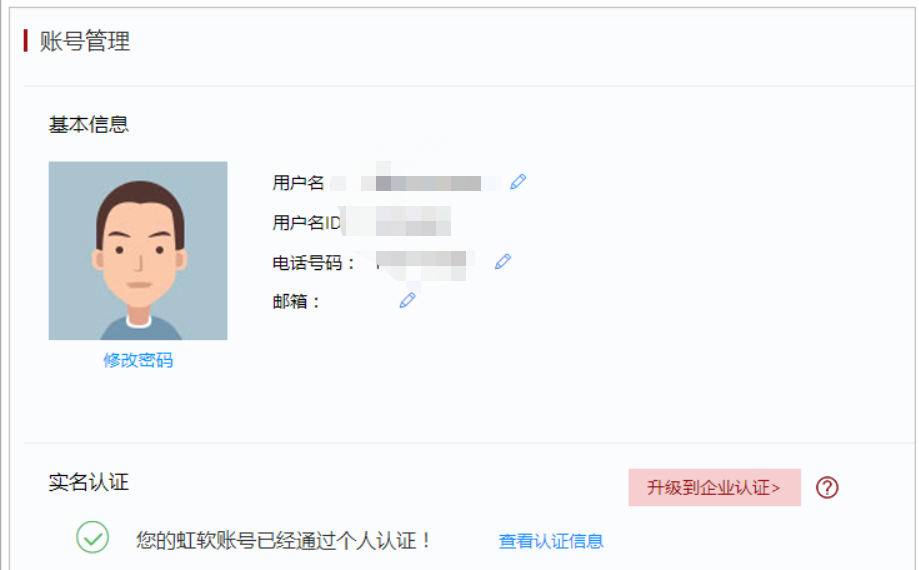 账号管理
基本信息
用户名
用户名ID
电话号码：
邮箱：
修改密码
实名认证
升级到企业认证>
?
您的虹软账号已经通过个人认证！
查看认证信息